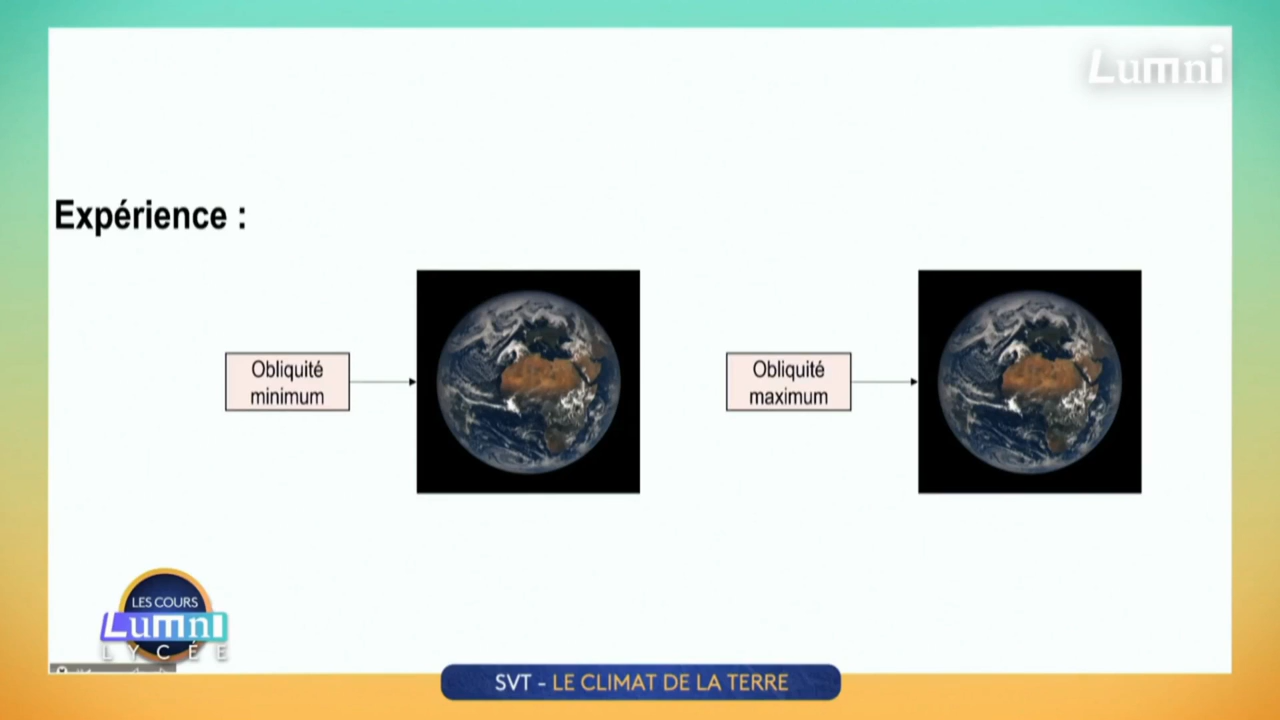 Lumni
Expérience :
Obliquité
minimum
Obliquité
maximum
LES COURS
Lumni
LYCÉE
SVT - LE CLIMAT DE LA TERRE